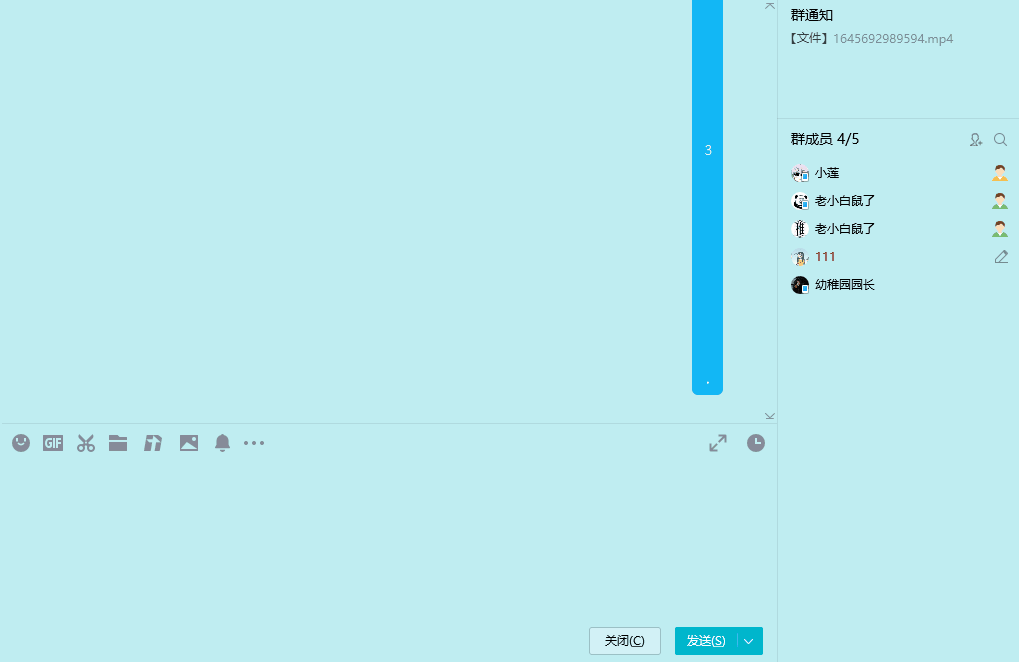 群通知
【文件】1645692989594.mp4
3
群成员 4/5
小莲
老小白鼠了
老小白鼠了
111
幼稚园园长
.
GIF
关闭(C)
发送(S)